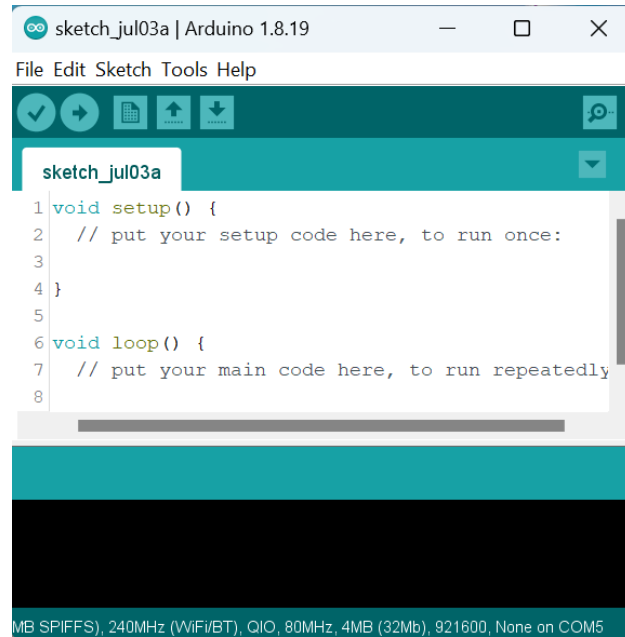 sketch_jul03a | Arduino 1.8.19
File Edit Sketch Tools Help
sketch_jul03a
1 void setup() {
2 // put your setup code here, to run once:
3
4 }
5
6 void loop() {
7 // put your main code here, to run repeatedly
8
MB SPIFFS), 240MHz (WiFi/BT), QIO, 80MHz, 4MB (32Mb), 921600, None on COM5